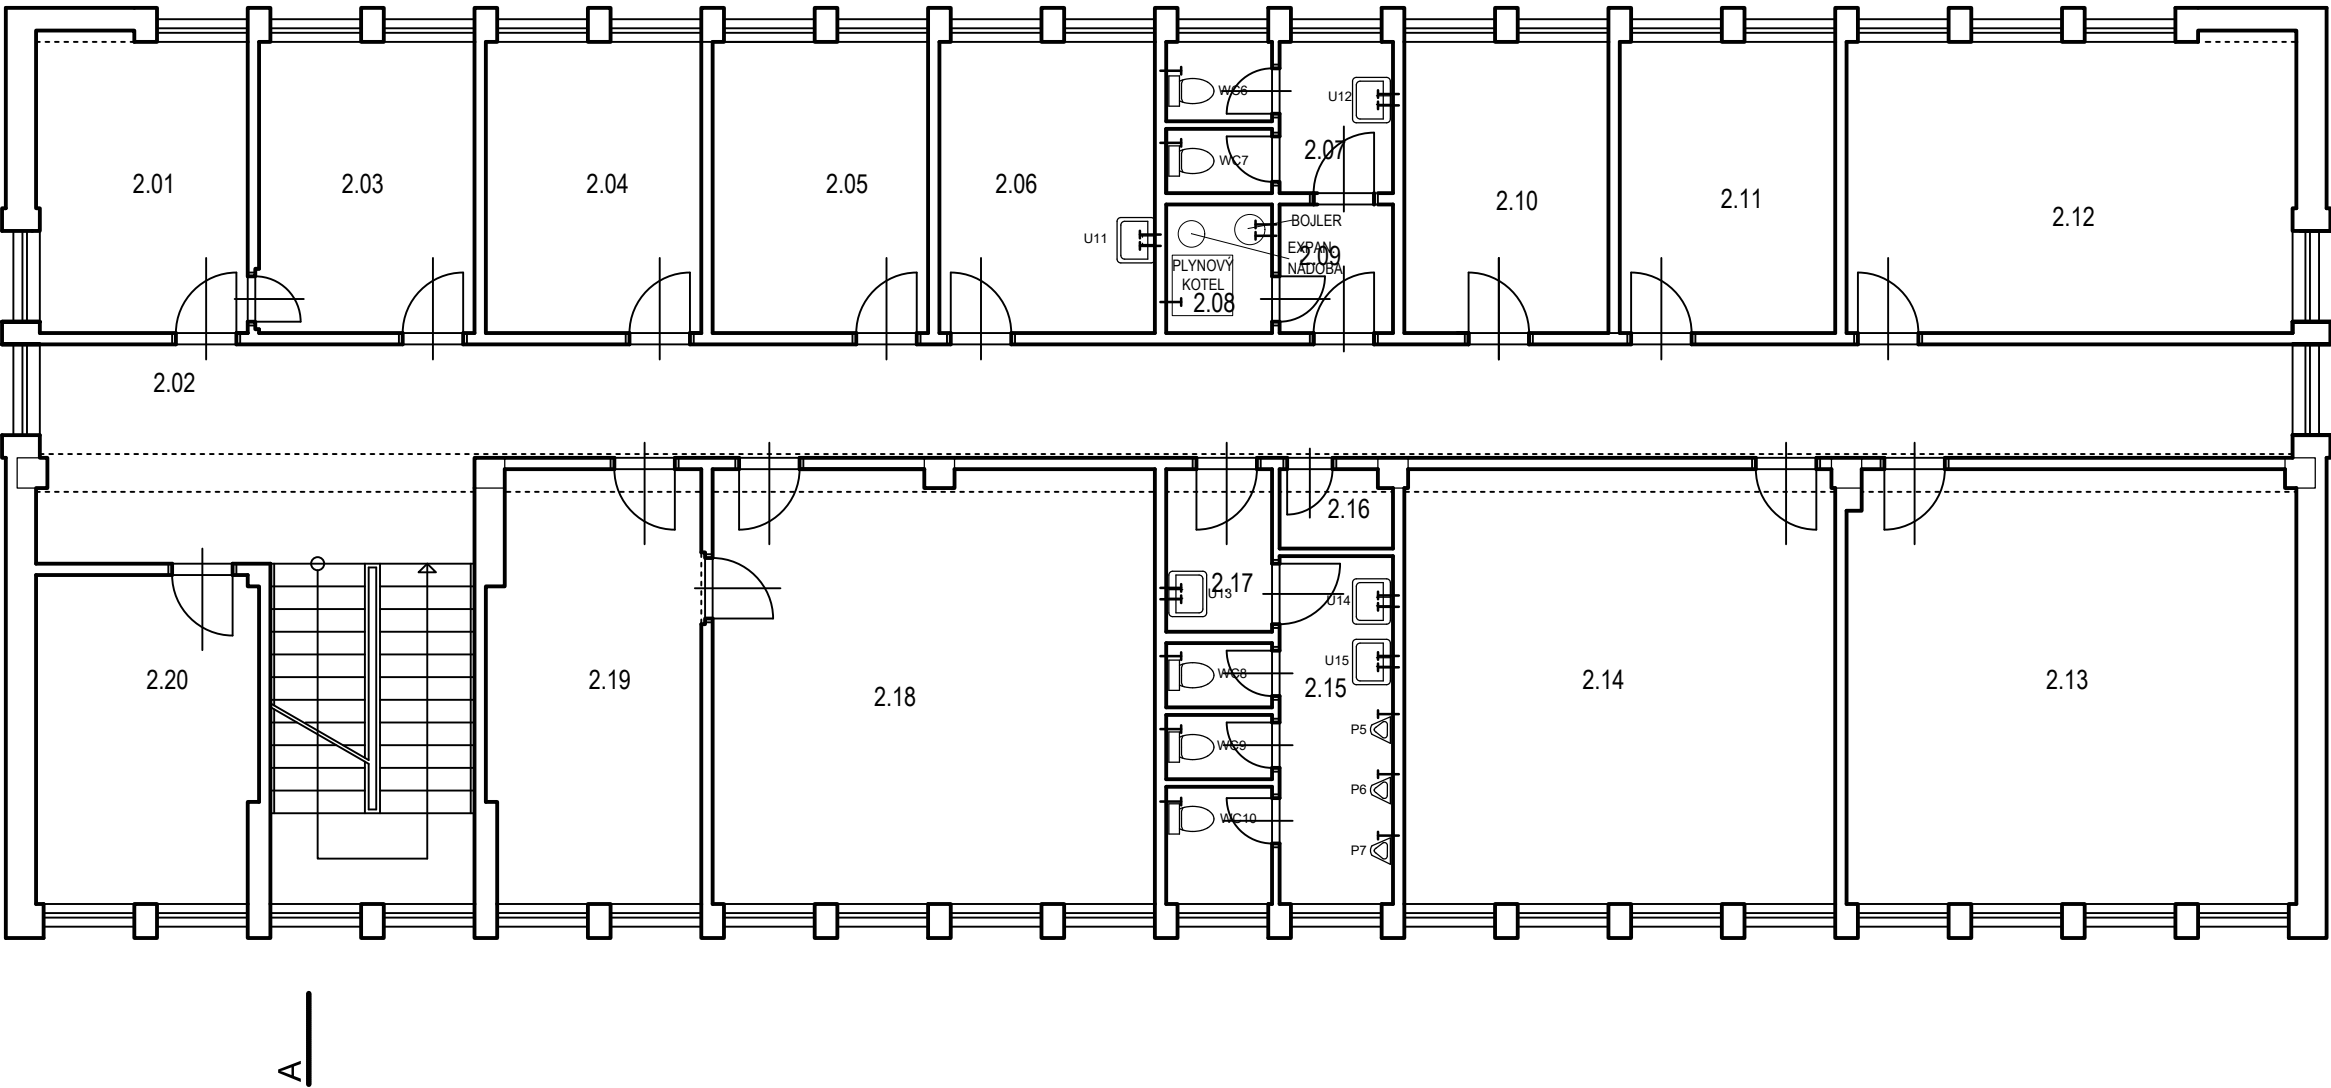 WC6
U12
WC7
2.07
2.01
2.03
2.04
2.05
2.06
2.10
2.11
2.12
U11
BOJLER
EXPAN.
NÁDOBA
2.09
PLYNOVÝ
KOTEL
2.08
2.02
2.16
2.17
U13
U14
U15
WC8
2.15
2.20
2.19
2.18
2.14
2.13
P5
WC9
P6
WC10
P7
A